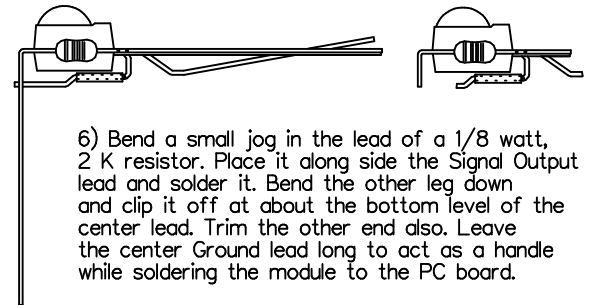 6) Bend a small jog in the lead of a 1/8 watt,
2 K resistor. Place it along side the Signal Output
lead and solder it. Bend the other leg down
and clip it off at about the bottom level of the
center lead. Trim the other end also. Leave
the center Ground lead long to act as a handle
while soldering the module to the PC board.